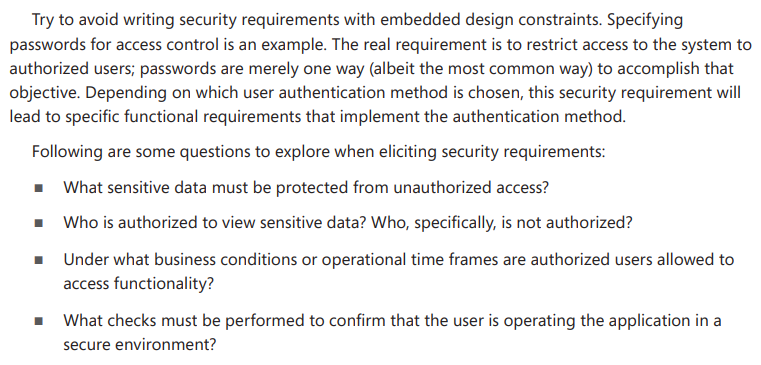 Try to avoid writing security requirements with embedded design constraints. Specifying
passwords for access control is an example. The real requirement is to restrict access to the system to
authorized users; passwords are merely one way (albeit the most common way) to accomplish that
objective. Depending on which user authentication method is chosen, this security requirement will
lead to specific functional requirements that implement the authentication method.
Following are some questions to explore when eliciting security requirements:
■ What sensitive data must be protected from unauthorized access?
■ Who is authorized to view sensitive data? Who, specifically, is not authorized?
■ Under what business conditions or operational time frames are authorized users allowed to
access functionality?
■ What checks must be performed to confirm that the user is operating the application in a
secure environment?